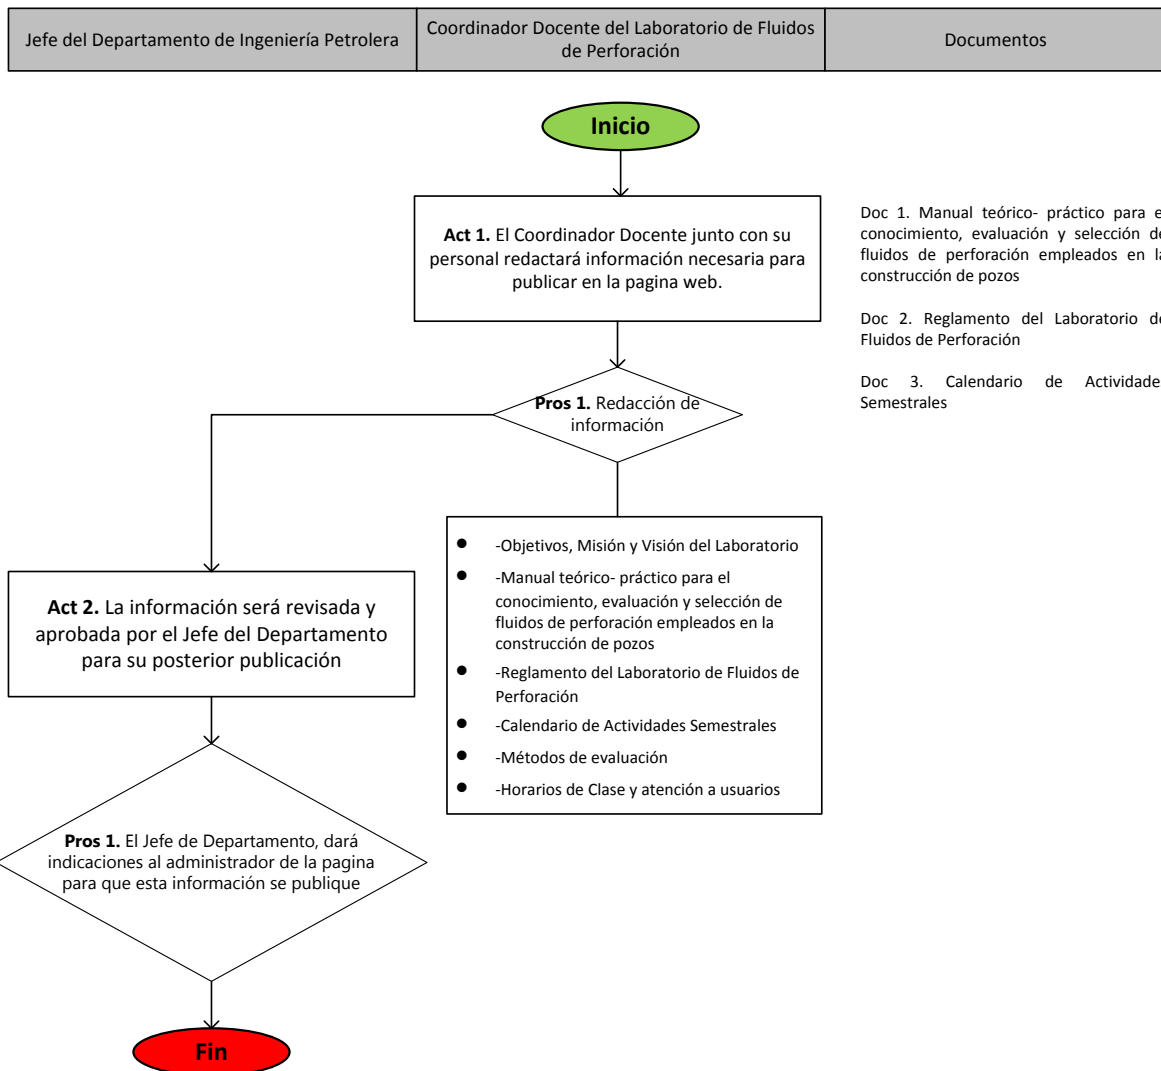 Jefe del Departamento de Ingeniería Petrolera
Coordinador Docente del Laboratorio de Fluidos
de Perforación
Documentos
Inicio
Act 1. El Coordinador Docente junto con su
personal redactará información necesaria para
publicar en la pagina web.
Doc 1. Manual teórico- práctico para
conocimiento, evaluación y selección
fluidos de perforación empleados en
construcción de pozos
Doc 2. Reglamento del Laboratorio
Fluidos de Perforación
Doc 3. Calendario de
Semestrales
Pros 1. Redacción de
información
-Objetivos, Misión y Visión del Laboratorio
-Manual teórico- práctico para el
conocimiento, evaluación y selección de
fluidos de perforación empleados en la
construcción de pozos
-Reglamento del Laboratorio de Fluidos de
Perforación
-Calendario de Actividades Semestrales
-Métodos de evaluación
-Horarios de Clase y atención a usuarios
Act 2. La información será revisada y
aprobada por el Jefe del Departamento
para su posterior publicación
Pros 1. El Jefe de Departamento, dará
indicaciones al administrador de la pagina
para que esta información se publique
Fin